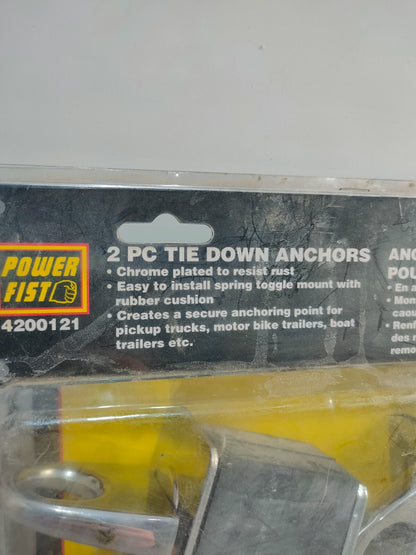 2 PC TIE DOWN ANCHORS
• Chrome plated to resist rust
• Easy to install spring toggle mount with
rubber cushion
• Creates a secure anchoring point for
pickup trucks, motor bike trailers, boat
trailers etc.
POWER
FIST
4200121
ANC
POU
• En a
• Mon
caou
• Ren
des r
remo